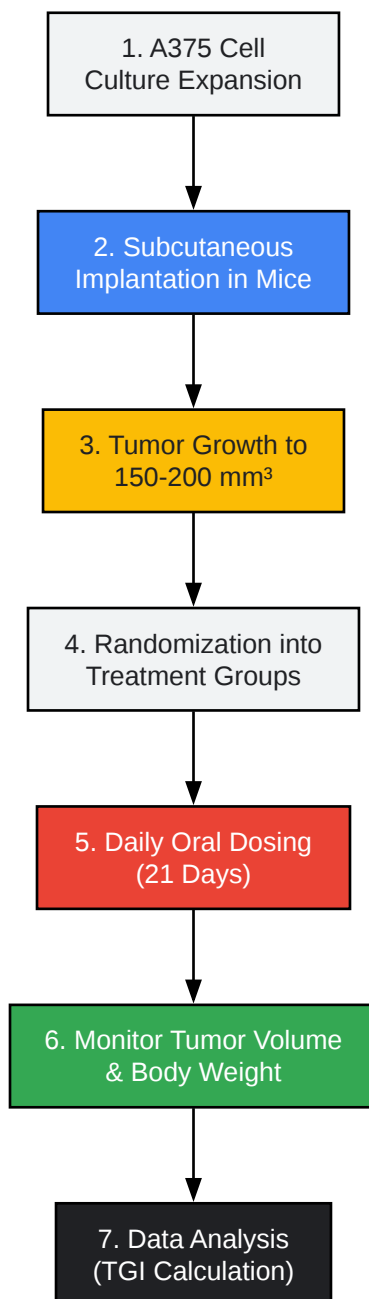 1. A375 Cell
Culture Expansion
2. Subcutaneous
Implantation in Mice
3. Tumor Growth to
150-200 mm³
4. Randomization into
Treatment Groups
5. Daily Oral Dosing
(21 Days)
6. Monitor Tumor Volume
& Body Weight
7. Data Analysis
(TGI Calculation)